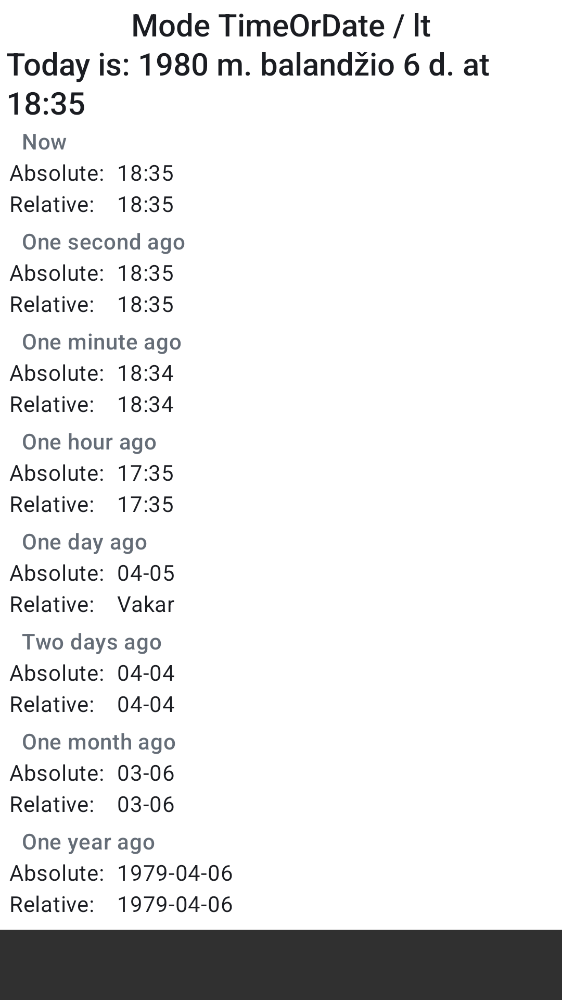 Mode TimeOrDate / lt
Today is: 1980 m. balandžio 6 d. at
18:35
Now
Absolute: 18:35
Relative: 18:35
One second ago
Absolute: 18:35
Relative: 18:35
One minute ago
Absolute: 18:34
Relative: 18:34
One hour ago
Absolute: 17:35
Relative: 17:35
One day ago
Absolute: 04-05
Relative: Vakar
Two days ago
Absolute: 04-04
Relative: 04-04
One month ago
Absolute: 03-06
Relative: 03-06
One year ago
Absolute: 1979-04-06
Relative: 1979-04-06